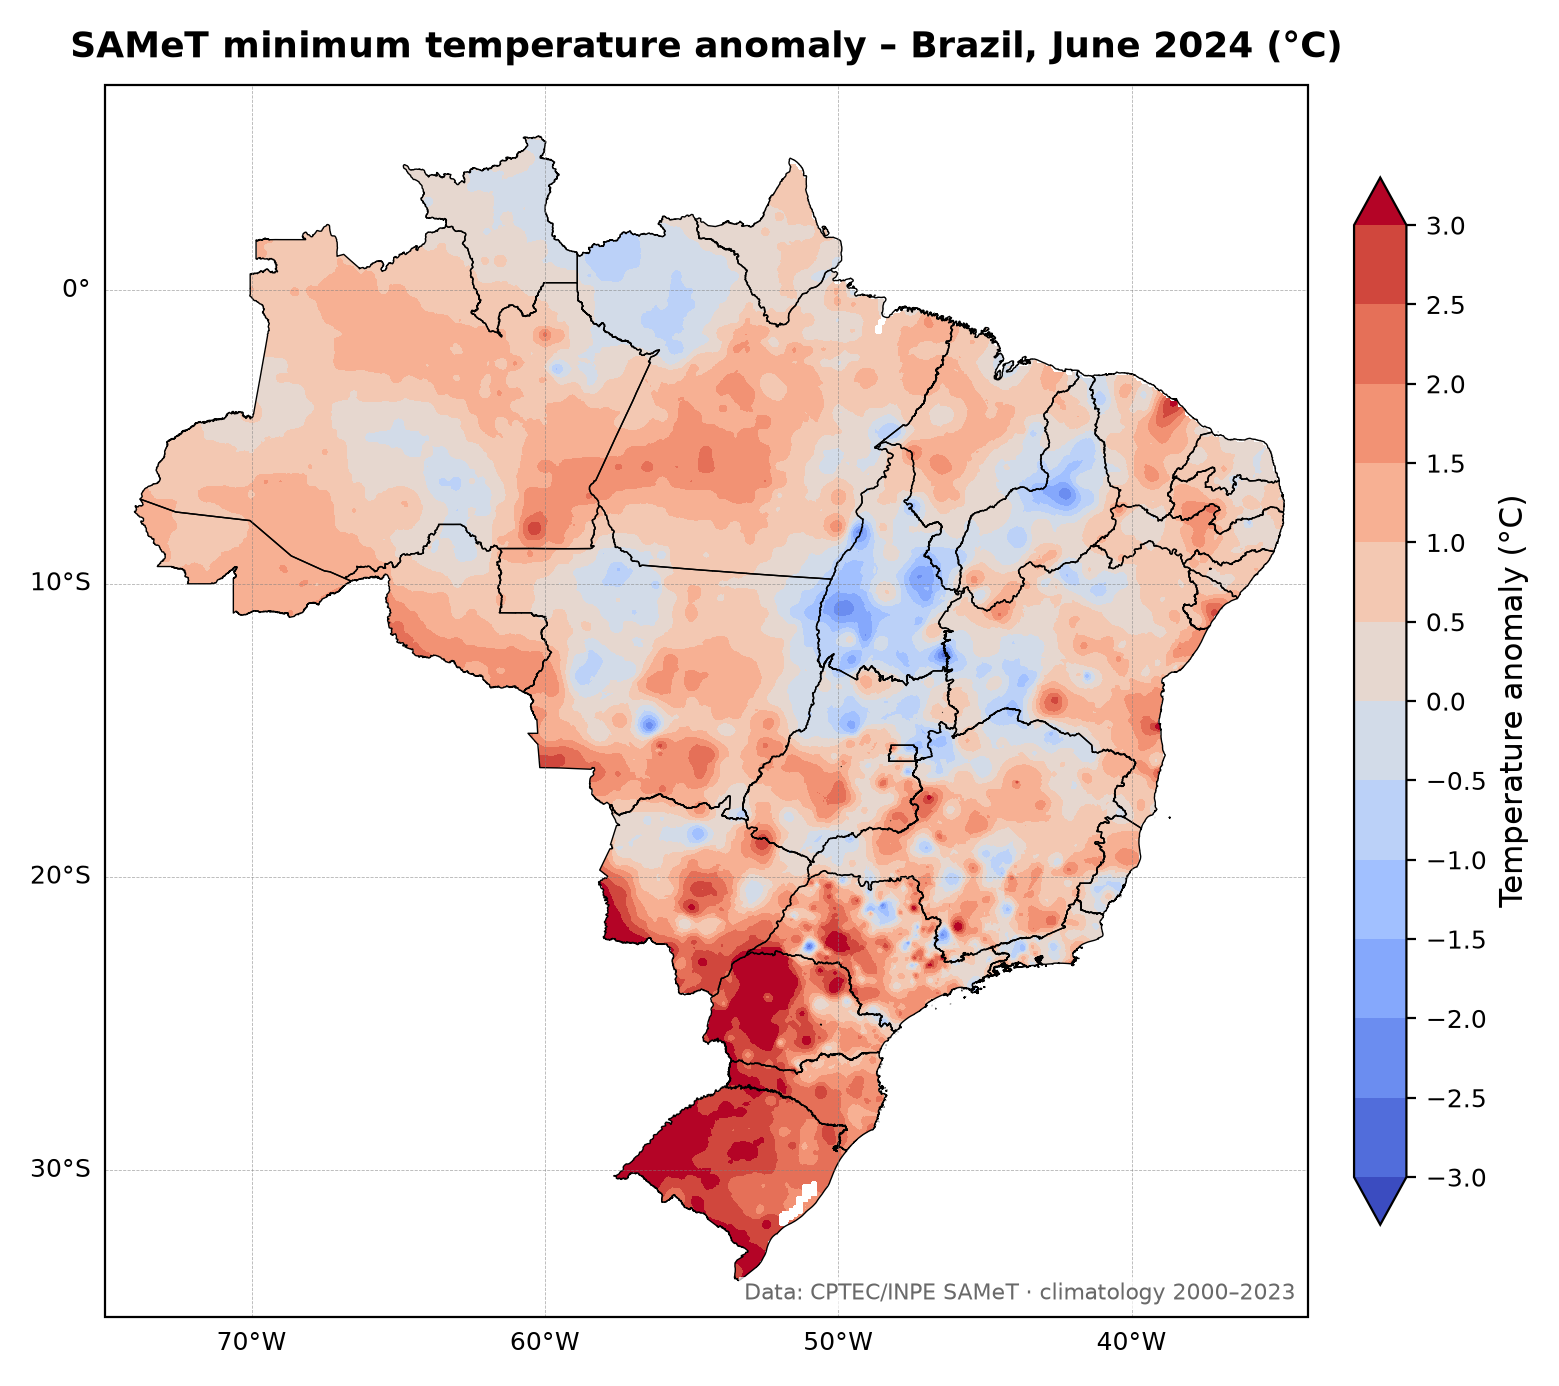 SAMeT minimum temperature anomaly – Brazil, June 2024 (°C)
0°
10°S
20°S
30°S
70°W
60°W
50°W
40°W
Data: CPTEC/INPE SAMeT · climatology 2000–2023
3.0
2.5
2.0
1.5
1.0
0.5
0.0
−0.5
−1.0
−1.5
−2.0
−2.5
−3.0
Temperature anomaly (°C)